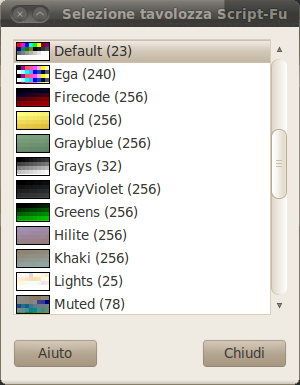 Selezione tavolozza Script-Fu
Default (23)
Ega (240)
Firecode (256)
Gold (256)
Grayblue (256)
Grays (32)
GrayViolet (256)
Greens (256)
Hilite (256)
Khaki (256)
Lights (25)
Muted (78)
Aiuto
Chiudi